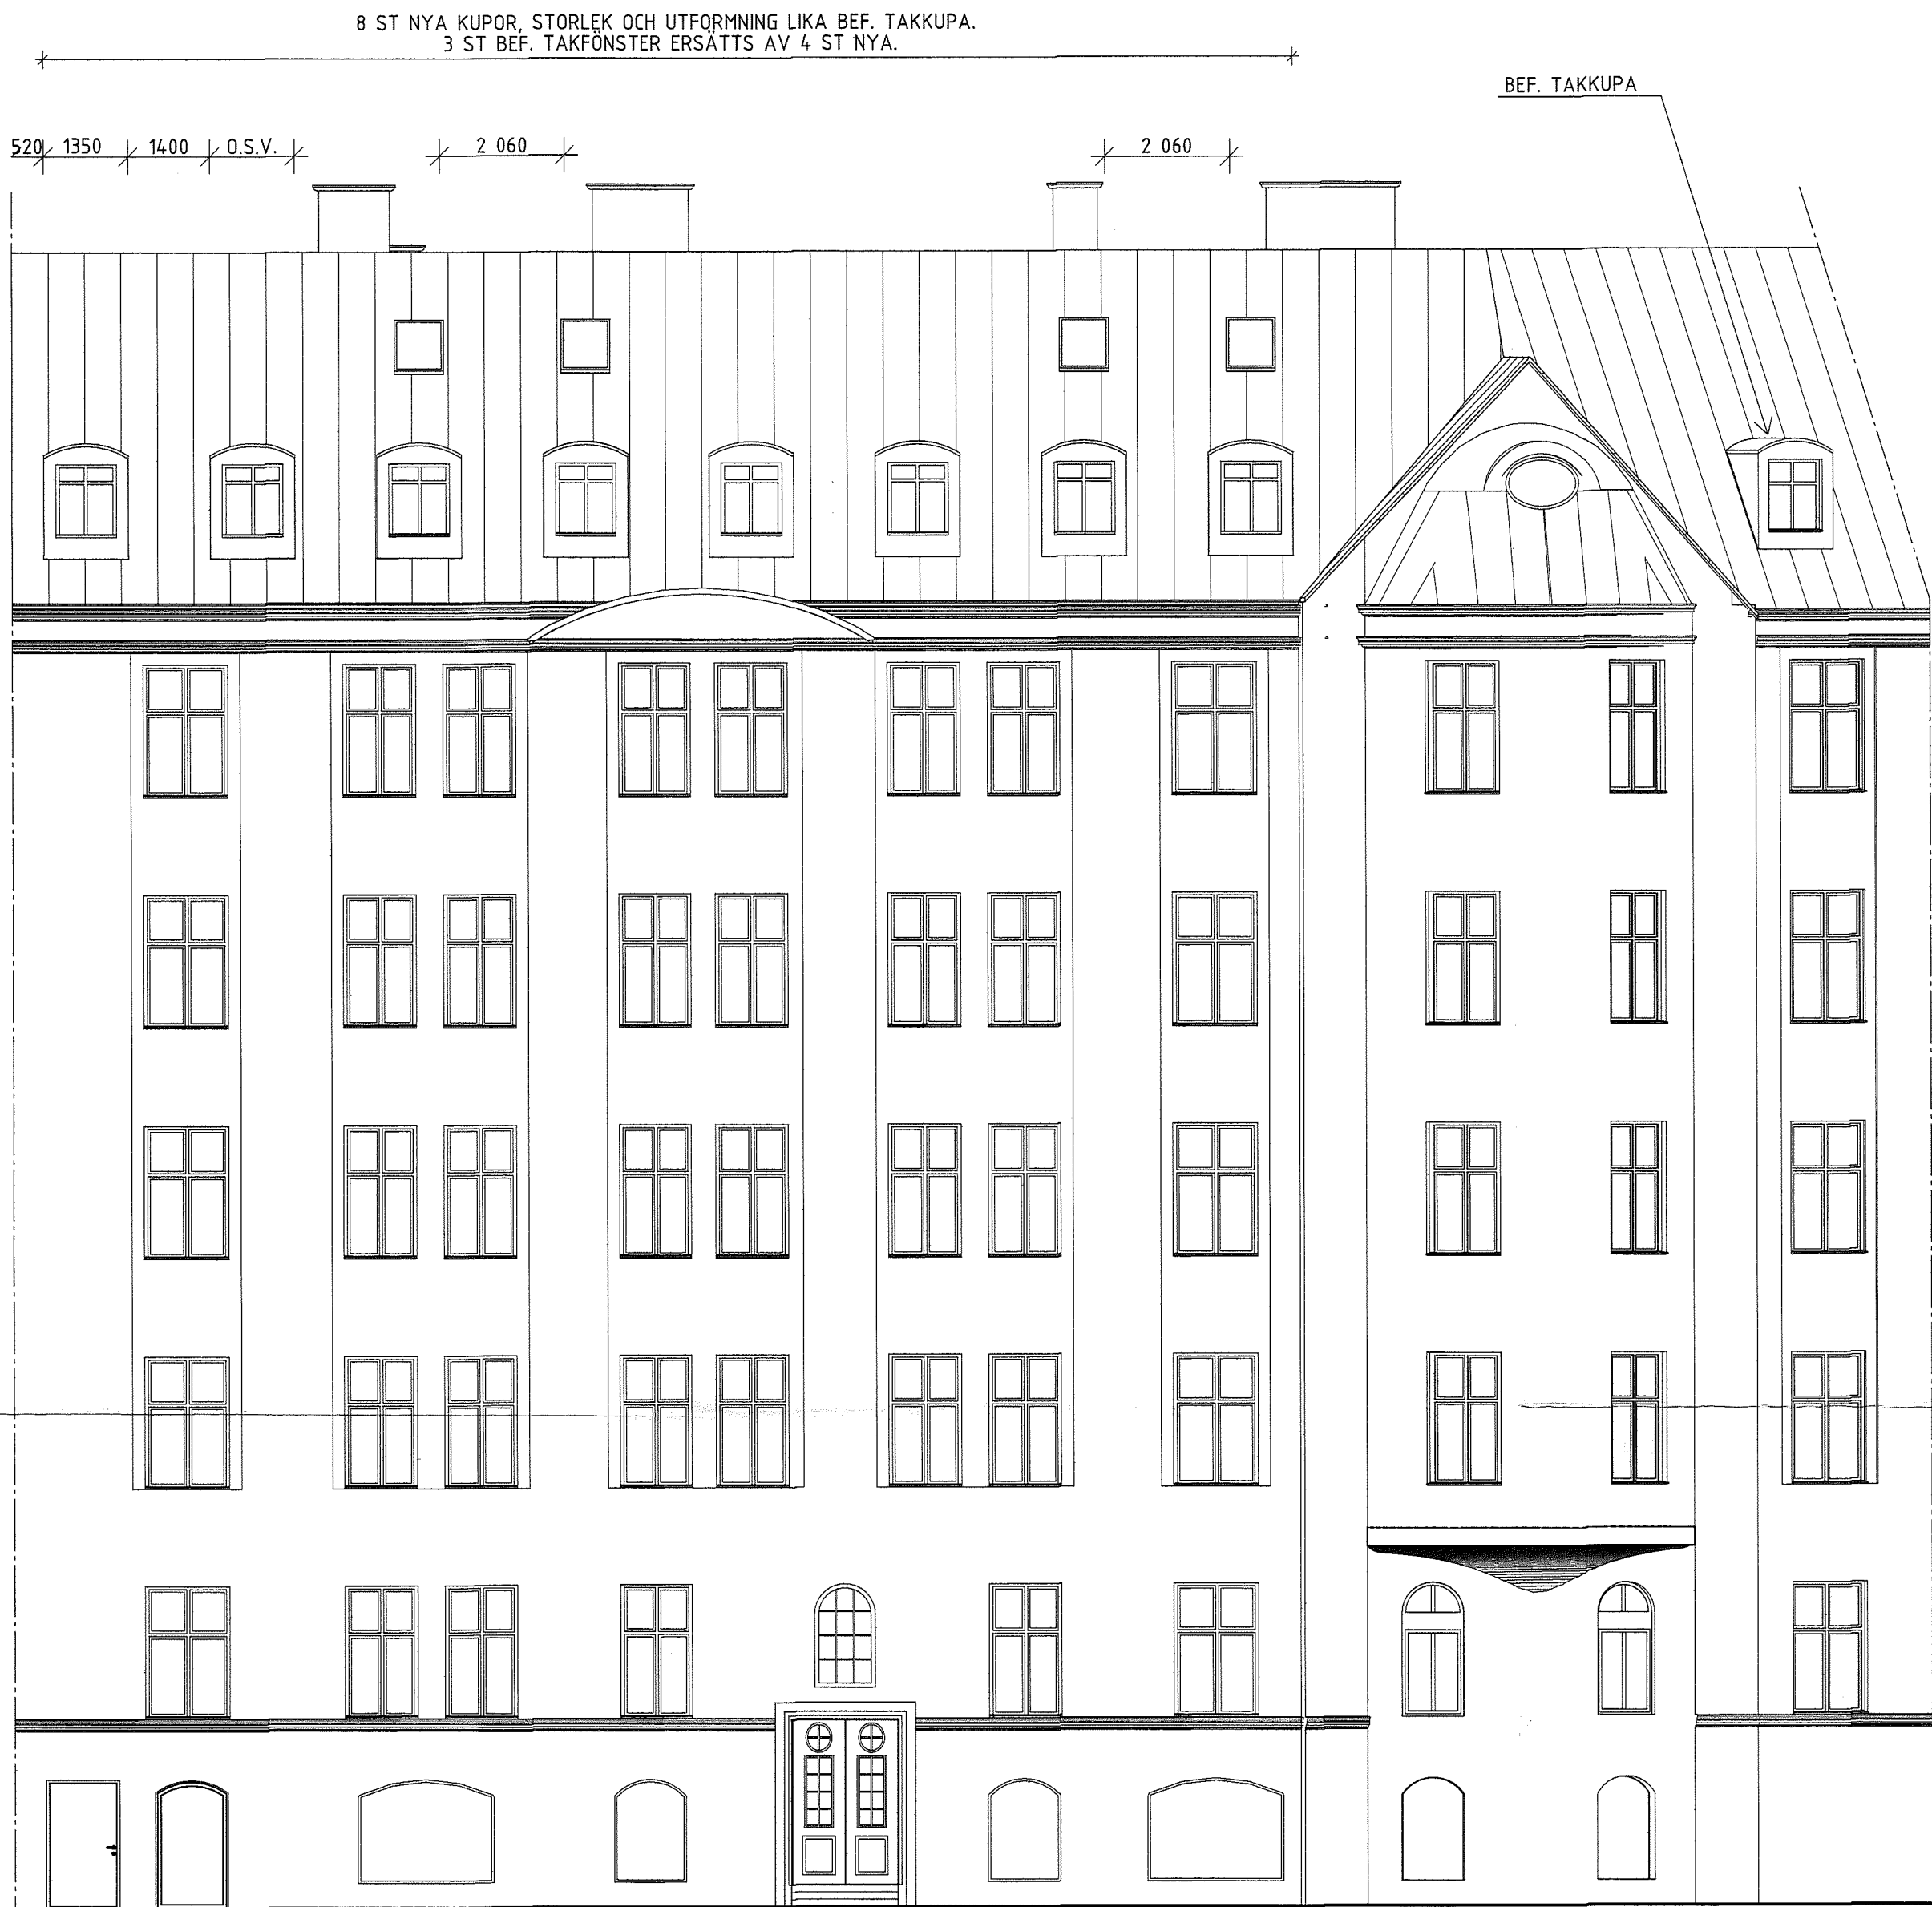 8 ST NYA KUPOR, STORLEK OCH UTFORMNING LIKA BEF. TAKKUPA.
3 ST BEF. TAKFÖNSTER ERSÄTTS AV 4 ST NYA.
BEF. TAKKUPA
520 1350 1400 O.S.V. 2 060 2 060